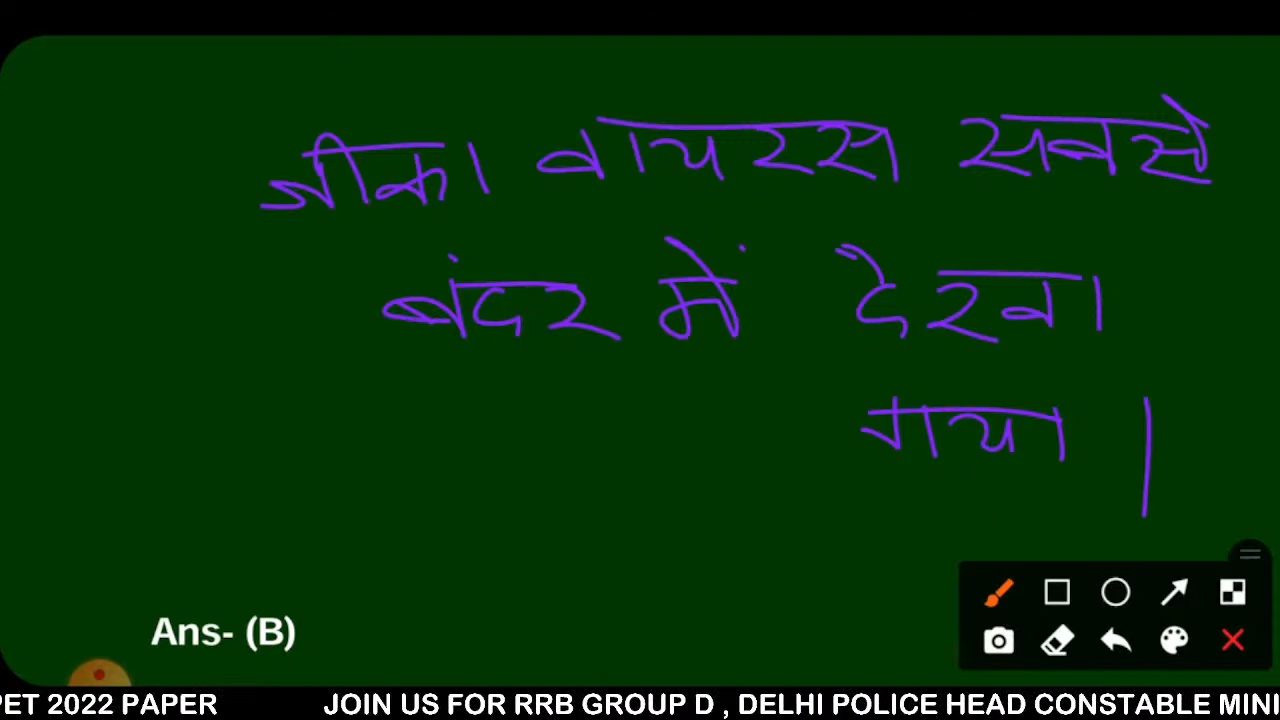 जीका वायरस सबसे
बंदर में देखा
गया।
Ans- (B)
PET 2022 PAPER JOIN US FOR RRB GROUP D , DELHI POLICE HEAD CONSTABLE MINI